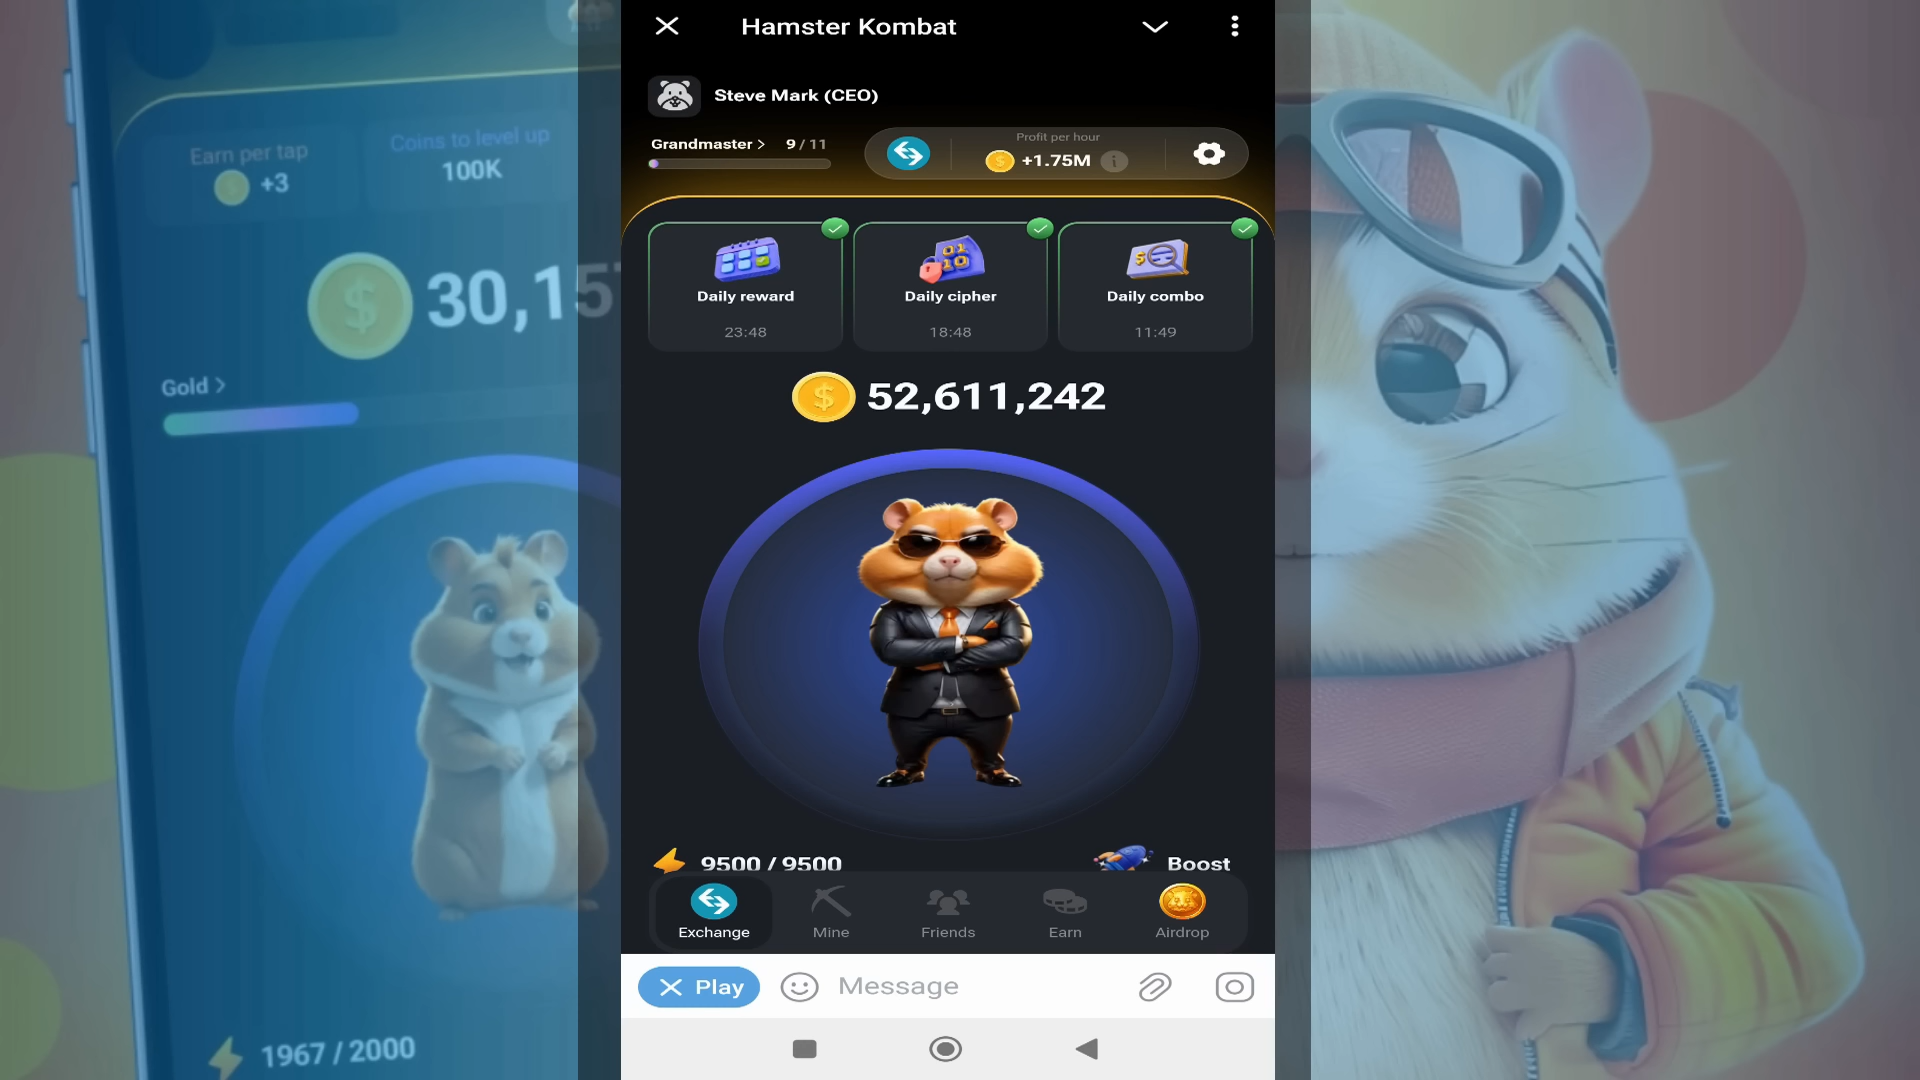 Hamster Kombat
Steve Mark (CEO)
Grandmaster > 9 / 11
Profit per hour
+1.75M
Daily reward
23:48
Daily cipher
18:48
Daily combo
11:49
52,611,242
9500 / 9500
Boost
Exchange
Mine
Friends
Earn
Airdrop
Play
Message
Earn per tap
+3
Coins to level up
100K
30,157
Gold >
1967 / 2000